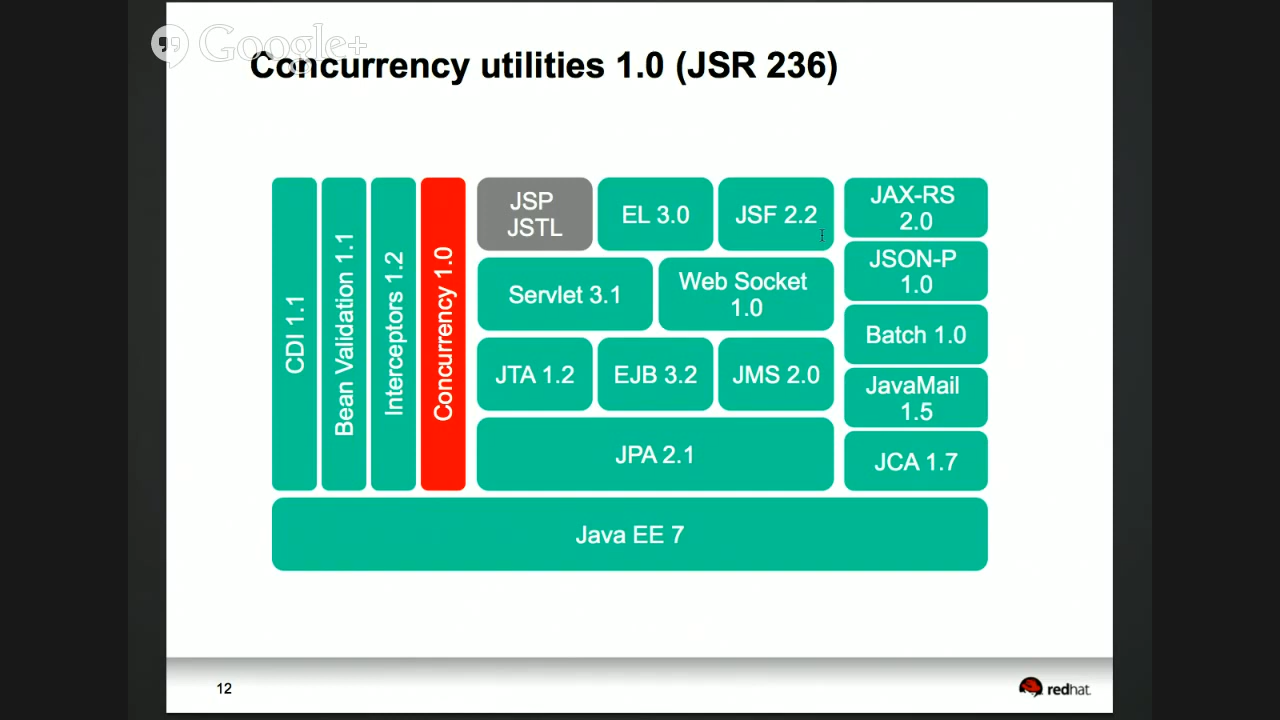 Google+
Concurrency utilities 1.0 (JSR 236)
CDI 1.1
Bean Validation 1.1
Interceptors 1.2
Concurrency 1.0
JSP
JSTL
EL 3.0
JSF 2.2
Servlet 3.1
Web Socket
1.0
JTA 1.2
EJB 3.2
JMS 2.0
JPA 2.1
JAX-RS
2.0
JSON-P
1.0
Batch 1.0
JavaMail
1.5
JCA 1.7
Java EE 7
12
redhat.